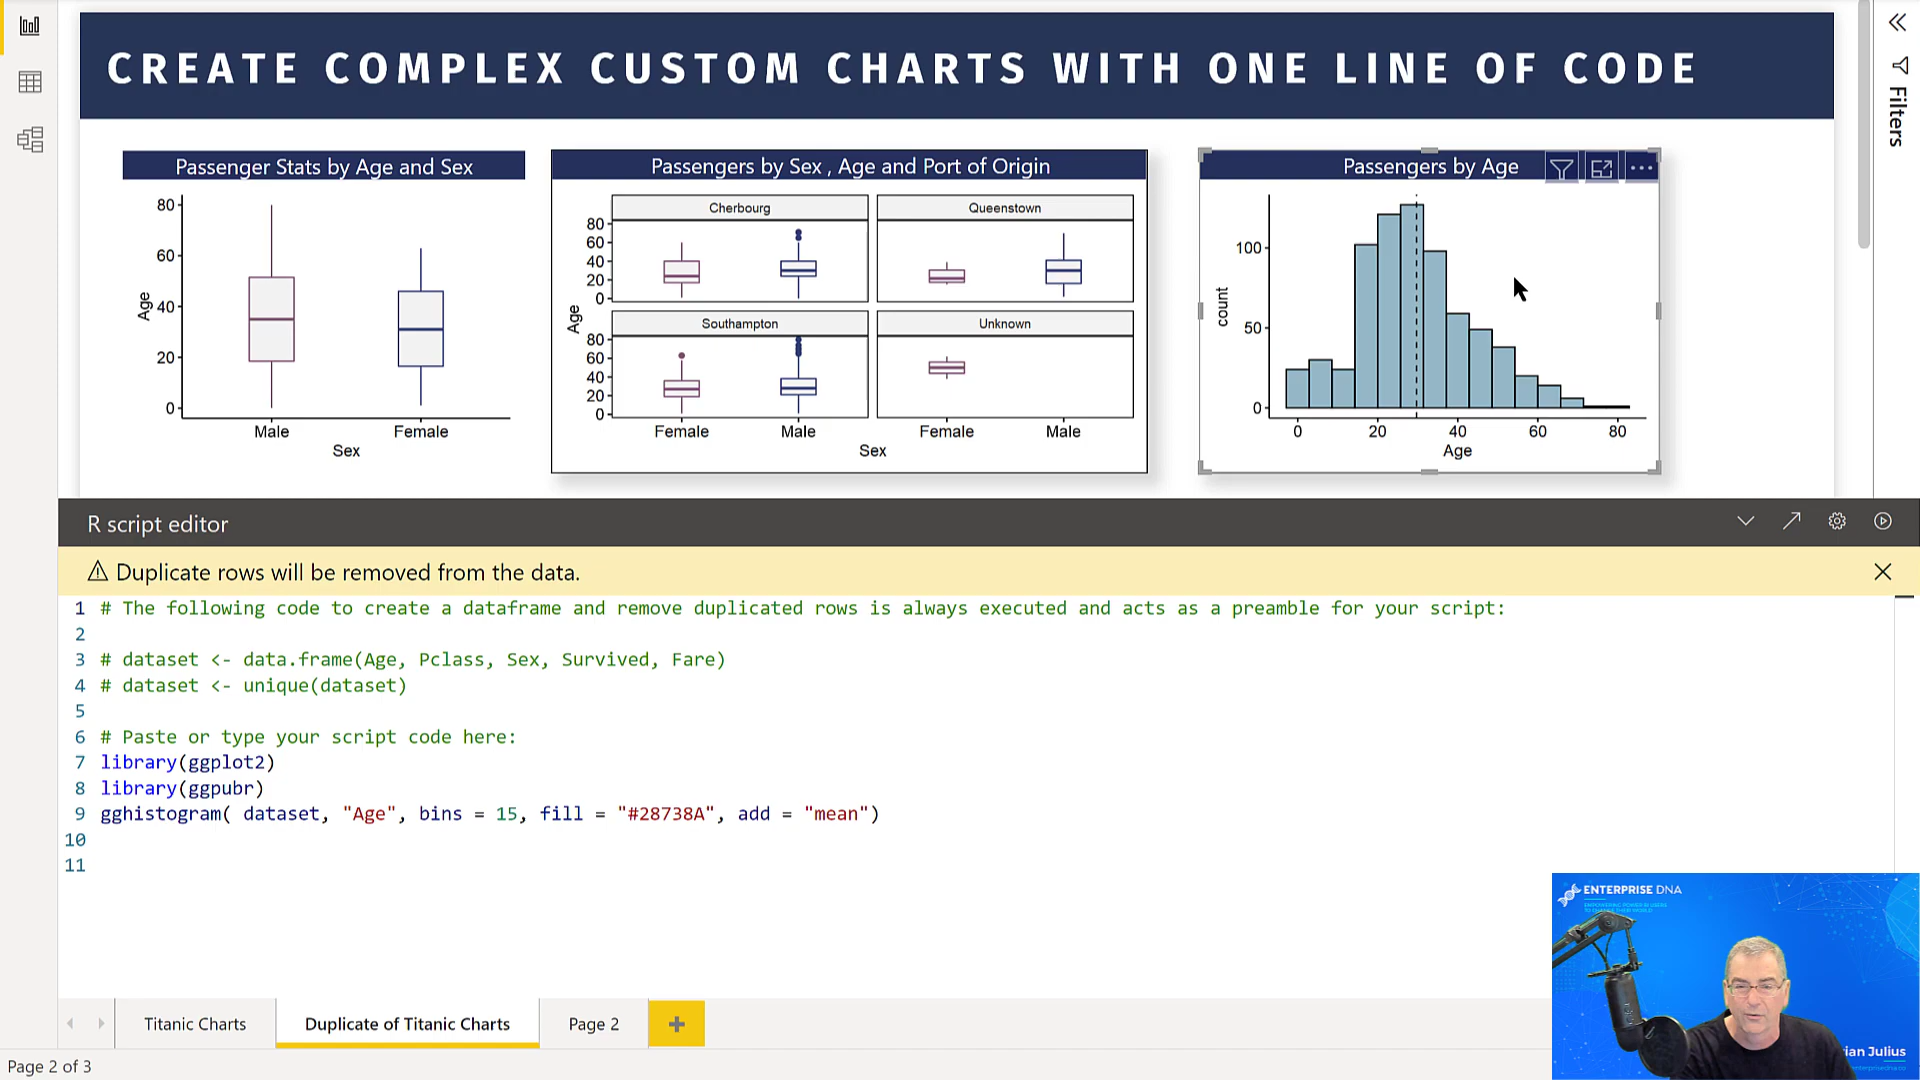 CREATE COMPLEX CUSTOM CHARTS WITH ONE LINE OF CODE
Filters
Passenger Stats by Age and Sex
80
60
40
20
0
Age
Male
Female
Sex
Passengers by Sex , Age and Port of Origin
Cherbourg
Queenstown
80
60
40
20
0
Age
Southampton
Unknown
80
60
40
20
0
Female
Male
Female
Male
Sex
Passengers by Age
100
50
0
count
0
20
40
60
80
Age
R script editor
Duplicate rows will be removed from the data.
1 # The following code to create a dataframe and remove duplicated rows is always executed and acts as a preamble for your script:
2
3 # dataset <- data.frame(Age, Pclass, Sex, Survived, Fare)
4 # dataset <- unique(dataset)
5
6 # Paste or type your script code here:
7 library(ggplot2)
8 library(ggpubr)
9 gghistogram( dataset, "Age", bins = 15, fill = "#28738A", add = "mean")
10
11
ENTERPRISE DNA
ian Julius
Titanic Charts
Duplicate of Titanic Charts
Page 2
+
Page 2 of 3